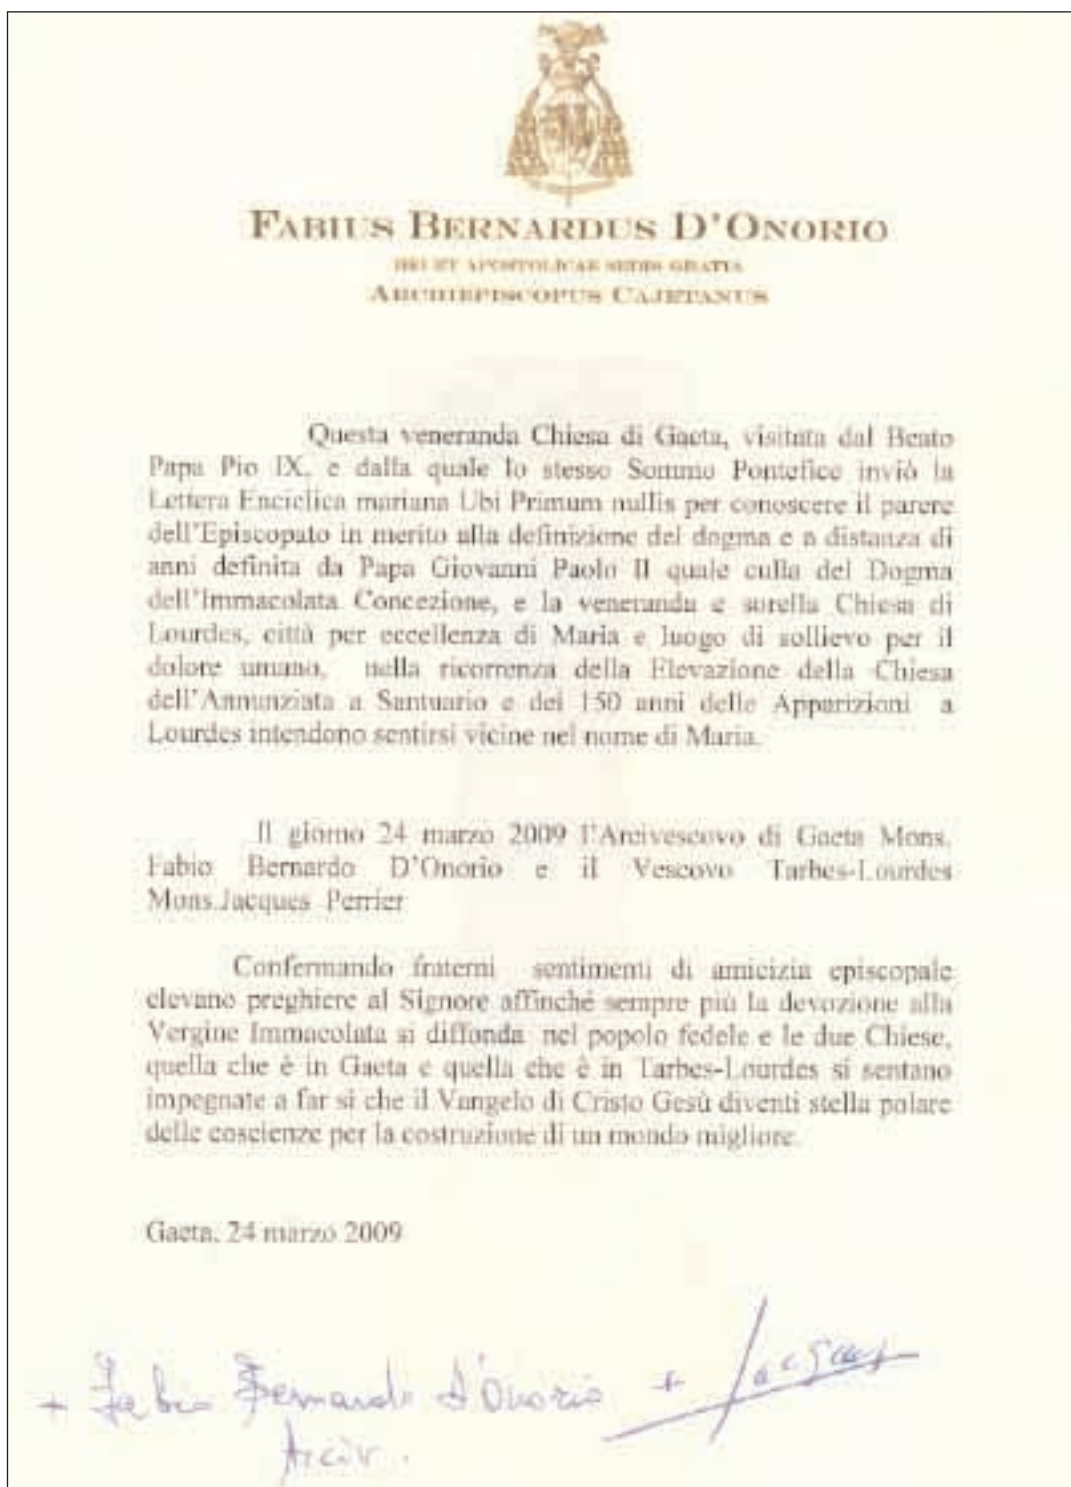 FABIUS BERNARDUS D'ONORIO
DEI ET APOSTOLICAE SEDIS GRATIA
ARCHIEPISCOPUS CAJETANUS
Questa veneranda Chiesa di Gaeta, visitata dal Beato
Papa Pio IX, e dalla quale lo stesso Sommo Pontefice inviò la
Lettera Enciclica mariana Ubi Primum nullis per conoscere il parere
dell'Episcopato in merito alla definizione del dogma e a distanza di
anni definita da Papa Giovanni Paolo II quale culla del Dogma
dell'Immacolata Concezione, e la veneranda e sorella Chiesa di
Lourdes, città per eccellenza di Maria e luogo di sollievo per il
dolore umano, nella ricorrenza della Elevazione della Chiesa
dell'Annunziata a Santuario e dei 150 anni delle Apparizioni a
Lourdes intendono sentirsi vicine nel nome di Maria.
Il giorno 24 marzo 2009 l'Arcivescovo di Gaeta Mons.
Fabio Bernardo D'Onorio e il Vescovo Tarbes-Lourdes
Mons.Jacques Perrier
Confermando fraterni sentimenti di amicizia episcopale
elevano preghiere al Signore affinché sempre più la devozione alla
Vergine Immacolata si diffonda nel popolo fedele e le due Chiese,
quella che è in Gaeta e quella che è in Tarbes-Lourdes si sentano
impegnate a far si che il Vangelo di Cristo Gesù diventi stella polare
delle coscienze per la costruzione di un mondo migliore.
Gaeta, 24 marzo 2009
+ Fabio Bernardo d'Onorio + Jacques
Arciv.